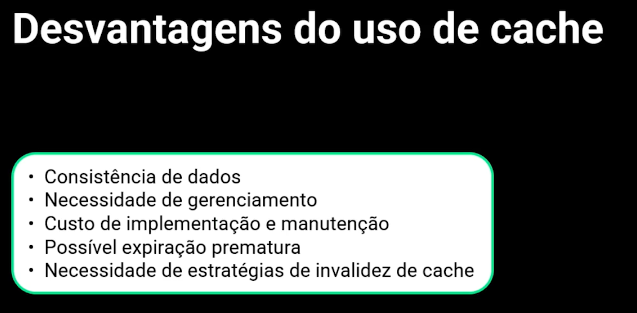 Desvantagens do uso de cache
• Consistência de dados
• Necessidade de gerenciamento
• Custo de implementação e manutenção
• Possível expiração prematura
• Necessidade de estratégias de invalidez de cache